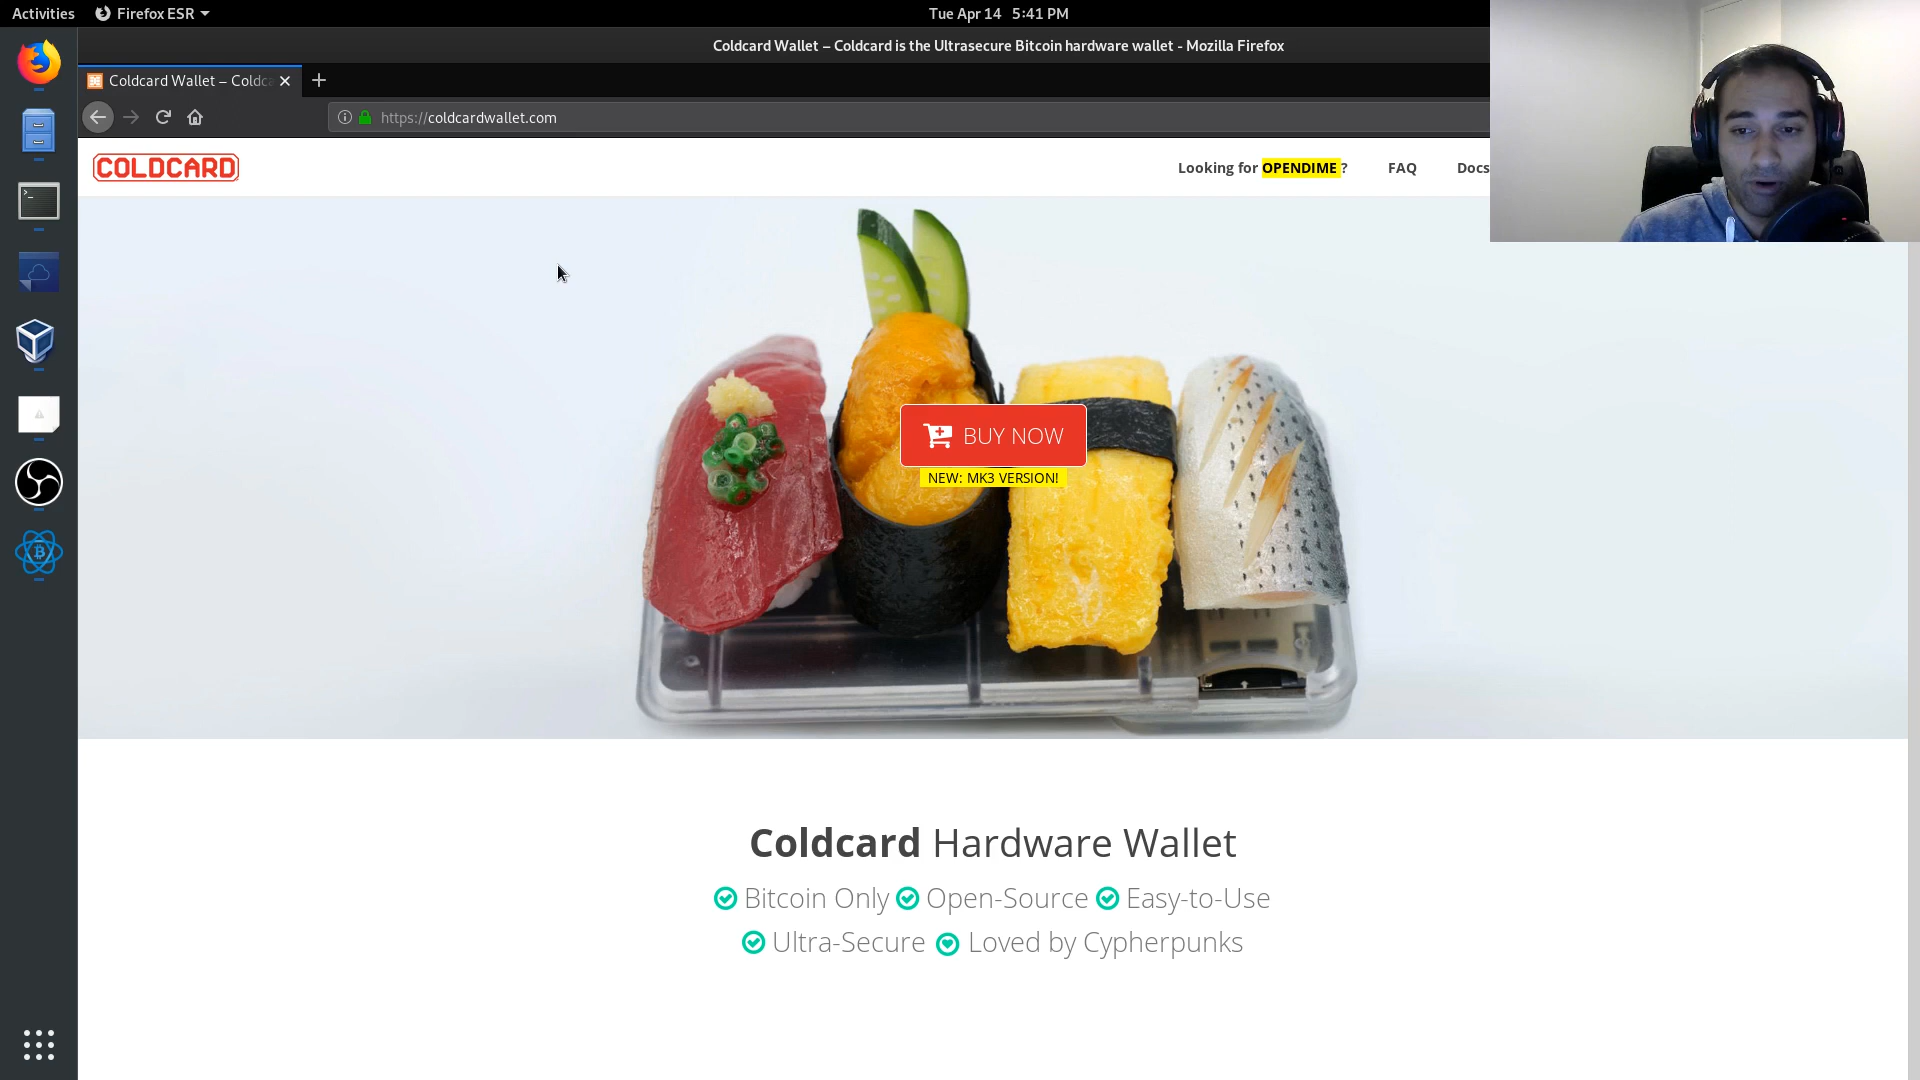 Activities Firefox ESR Tue Apr 14 5:41 PM
Coldcard Wallet – Coldcard is the Ultrasecure Bitcoin hardware wallet - Mozilla Firefox
Coldcard Wallet – Coldca
https://coldcardwallet.com
COLDCARD Looking for OPENDIME ? FAQ Docs
BUY NOW
NEW: MK3 VERSION!
Coldcard Hardware Wallet
Bitcoin Only Open-Source Easy-to-Use
Ultra-Secure Loved by Cypherpunks